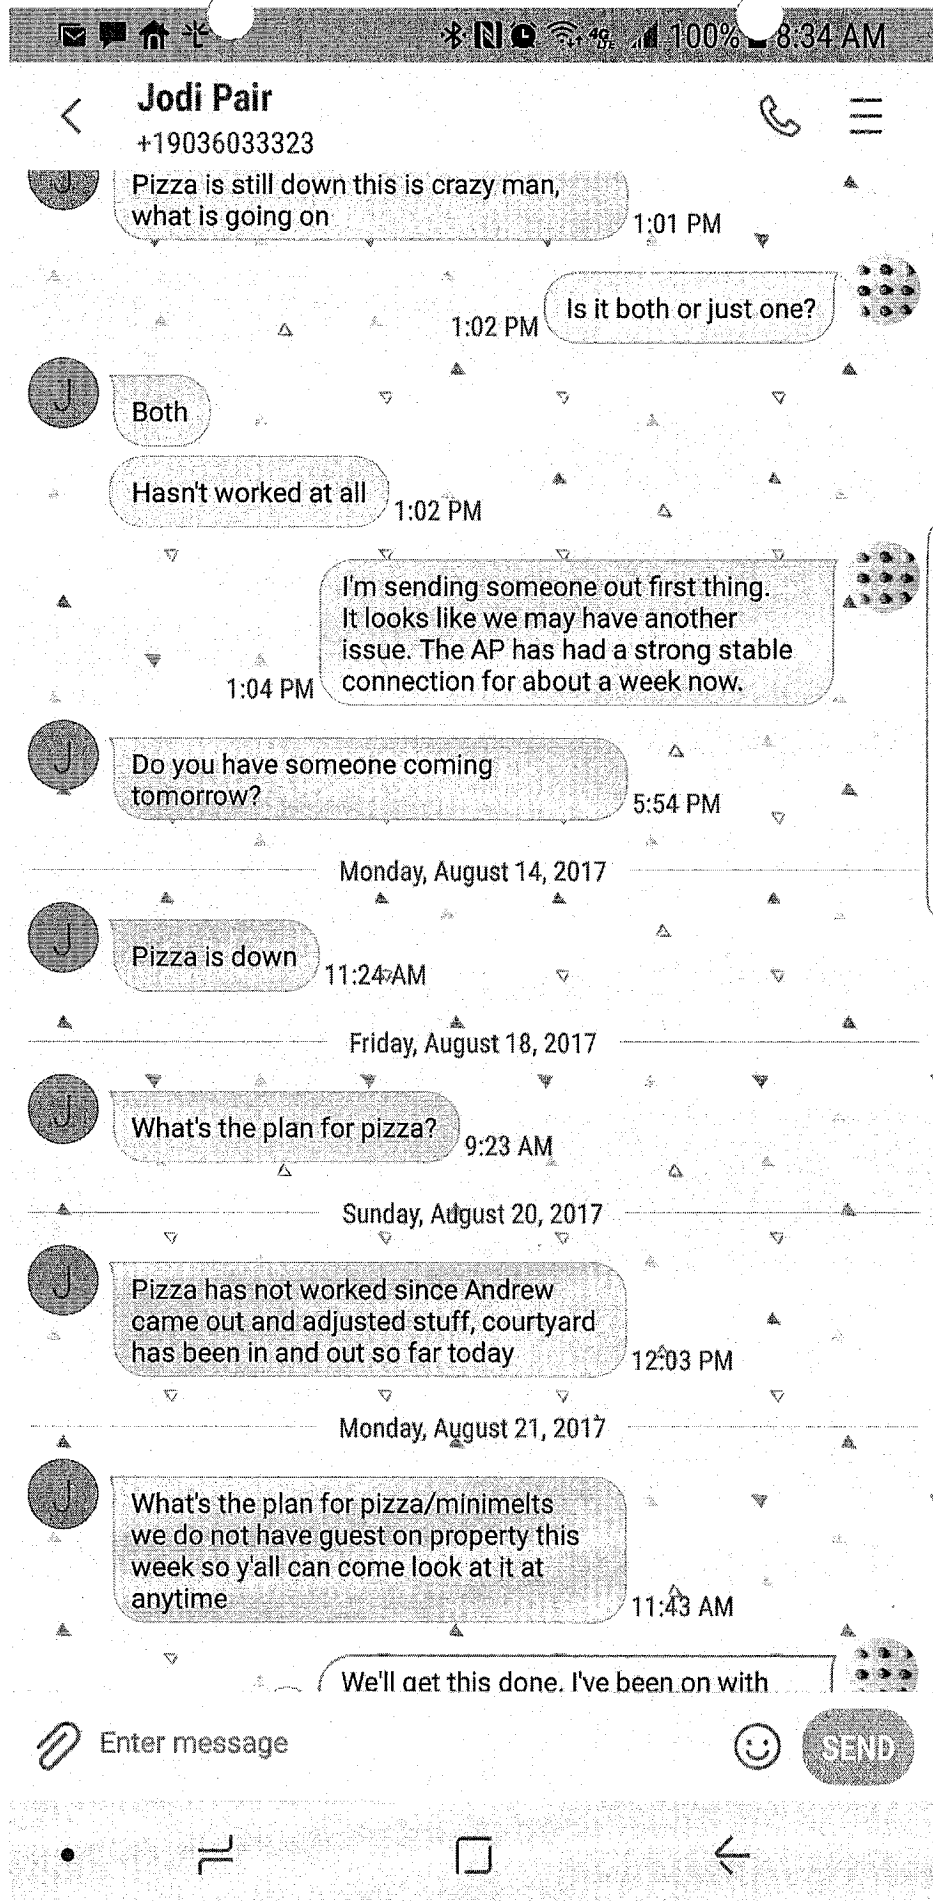 4G
LTE
100%
8:34 AM
Jodi Pair
+19036033323
J
Pizza is still down this is crazy man,
what is going on
1:01 PM
Is it both or just one?
1:02 PM
J
Both
Hasn't worked at all
1:02 PM
I'm sending someone out first thing.
It looks like we may have another
issue. The AP has had a strong stable
connection for about a week now.
1:04 PM
J
Do you have someone coming
tomorrow?
5:54 PM
Monday, August 14, 2017
J
Pizza is down
11:24 AM
Friday, August 18, 2017
J
What's the plan for pizza?
9:23 AM
Sunday, August 20, 2017
J
Pizza has not worked since Andrew
came out and adjusted stuff, courtyard
has been in and out so far today
12:03 PM
Monday, August 21, 2017
J
What's the plan for pizza/minimelts
we do not have guest on property this
week so y'all can come look at it at
anytime
11:43 AM
We'll get this done. I've been on with
Enter message
SEND